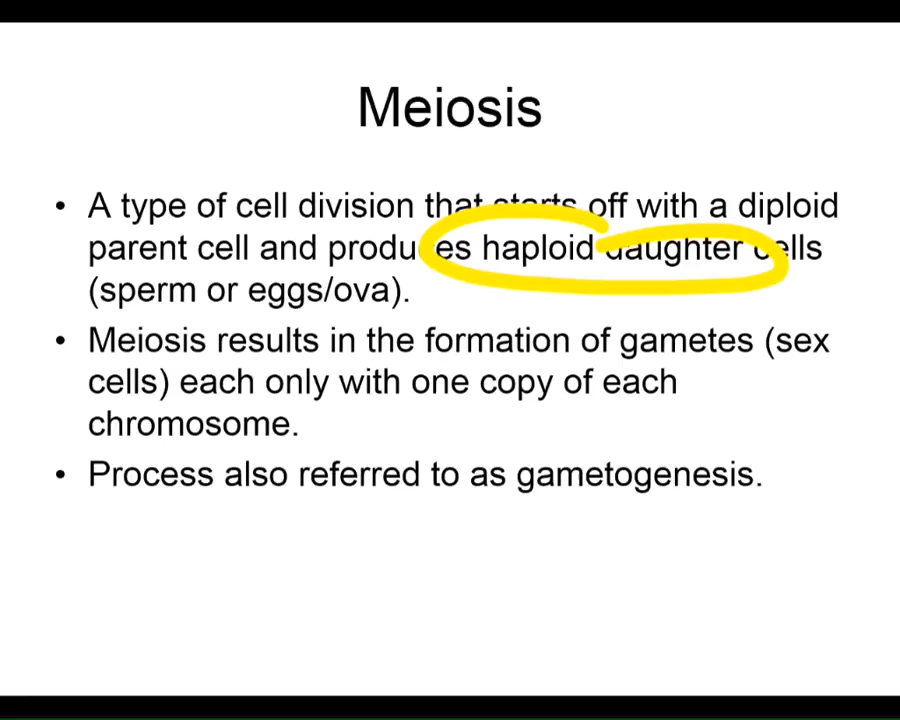 Meiosis
• A type of cell division that starts off with a diploid
parent cell and produces haploid daughter cells
(sperm or eggs/ova).
• Meiosis results in the formation of gametes (sex
cells) each only with one copy of each
chromosome.
• Process also referred to as gametogenesis.